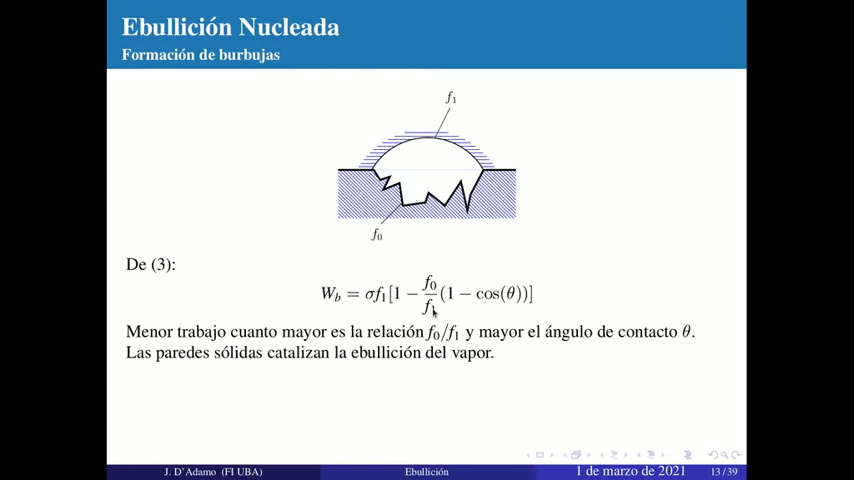 Ebullición Nucleada
Formación de burbujas
f₁
f₀
De (3):
W_b = σf₁[1 − f₀/f₁(1 − cos(θ))]
Menor trabajo cuanto mayor es la relación f₀/f₁ y mayor el ángulo de contacto θ.
Las paredes sólidas catalizan la ebullición del vapor.
J. D'Adamo (FI UBA) Ebullición 1 de marzo de 2021 13 / 39